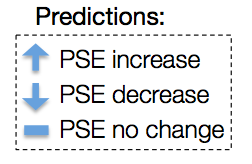 Predictions:
PSE increase
PSE decrease
PSE no change